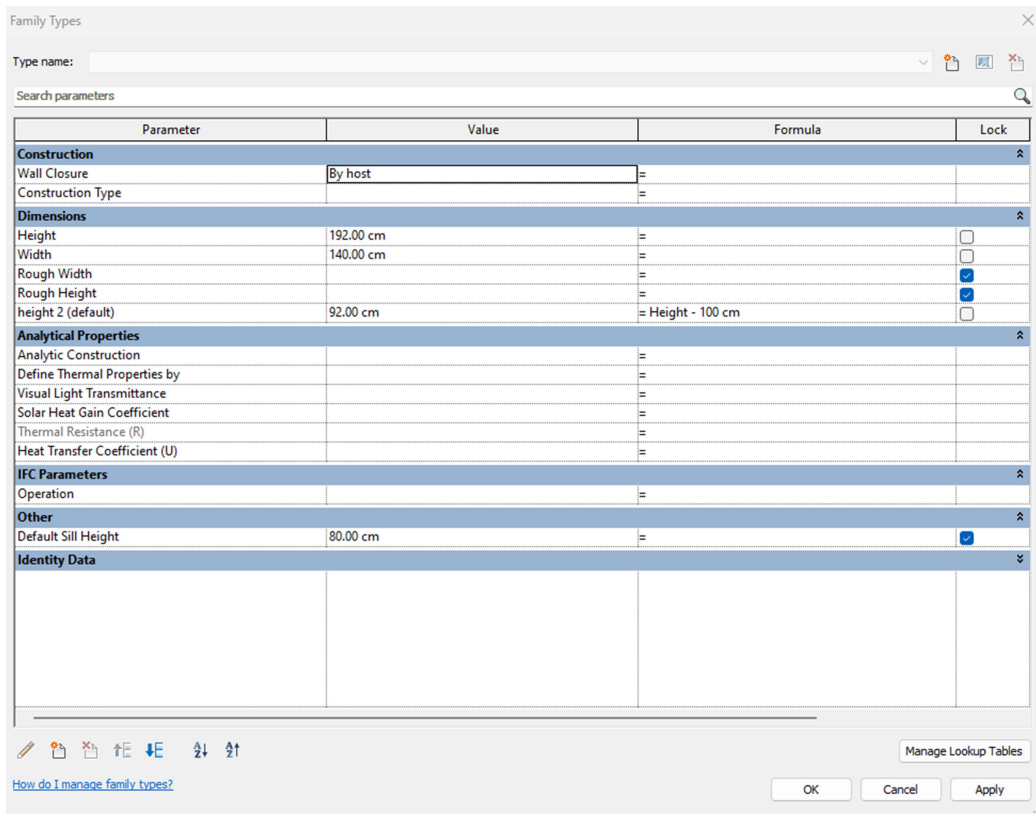 Family Types
Type name:
Search parameters
Parameter Value Formula Lock
Construction
Wall Closure By host =
Construction Type =
Dimensions
Height 192.00 cm =
Width 140.00 cm =
Rough Width =
Rough Height =
height 2 (default) 92.00 cm = Height - 100 cm
Analytical Properties
Analytic Construction =
Define Thermal Properties by =
Visual Light Transmittance =
Solar Heat Gain Coefficient =
Thermal Resistance (R) =
Heat Transfer Coefficient (U) =
IFC Parameters
Operation =
Other
Default Sill Height 80.00 cm =
Identity Data
Manage Lookup Tables
How do I manage family types?
OK Cancel Apply